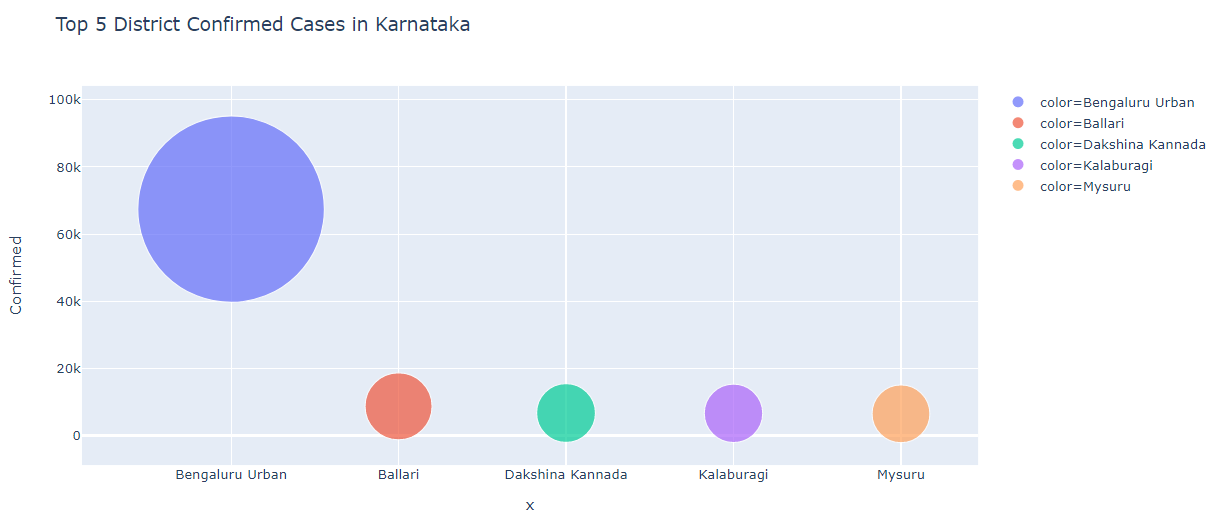 Top 5 District Confirmed Cases in Karnataka
100k
80k
60k
40k
20k
0
Confirmed
Bengaluru Urban
Ballari
Dakshina Kannada
Kalaburagi
Mysuru
x
color=Bengaluru Urban
color=Ballari
color=Dakshina Kannada
color=Kalaburagi
color=Mysuru